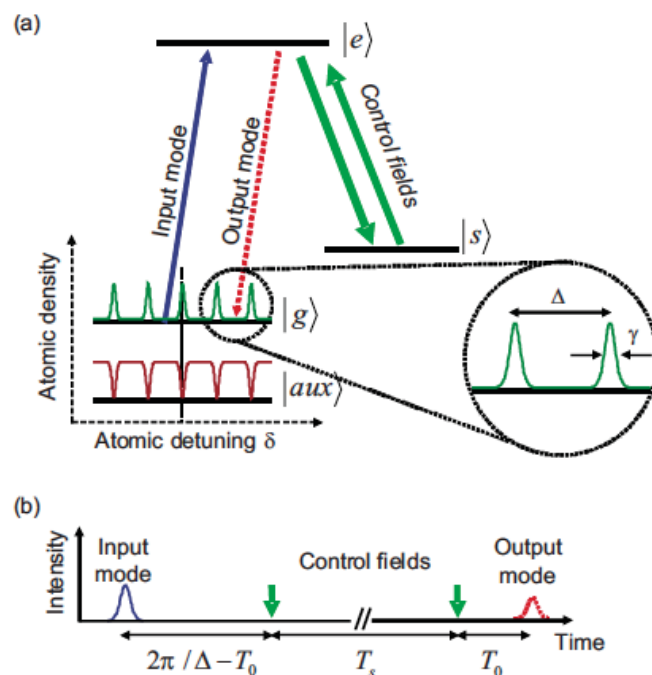 (a)
|e⟩
Input mode
Output mode
Control fields
|s⟩
Atomic density
|g⟩
|aux⟩
Atomic detuning δ
Δ
γ
(b)
Intensity
Input
mode
Control fields
Output
mode
Time
2π / Δ − T₀
Tₛ
T₀